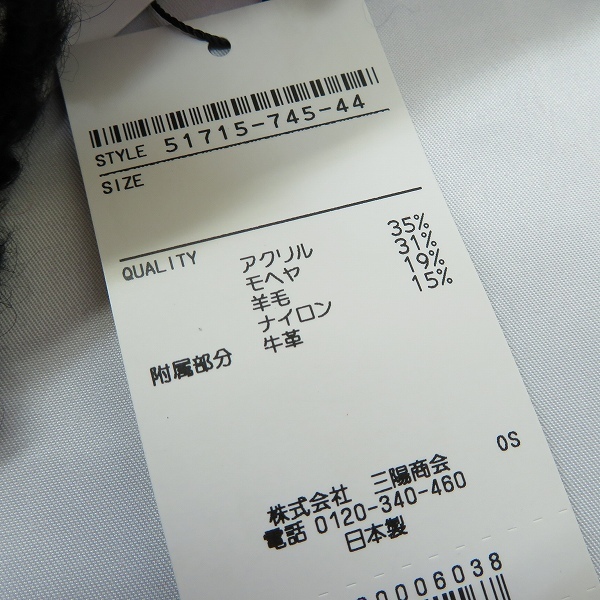 STYLE 51715-745-44
SIZE
QUALITY アクリル 35%
モヘヤ 31%
羊毛 19%
ナイロン 15%
附属部分 牛革
OS
株式会社 三陽商会
電話 0120-340-460
日本製
0006038